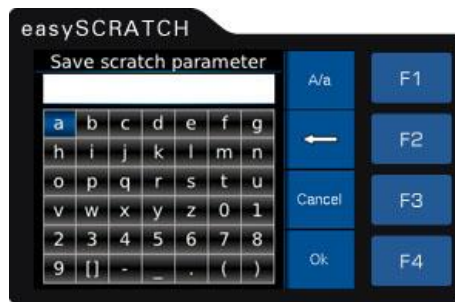 easySCRATCH
Save scratch parameter
A/a
F1
a b c d e f g
F2
h i j k l m n
o p q r s t u
Cancel
F3
v w x y z 0 1
2 3 4 5 6 7 8
Ok
F4
9 [] - _ . ( )